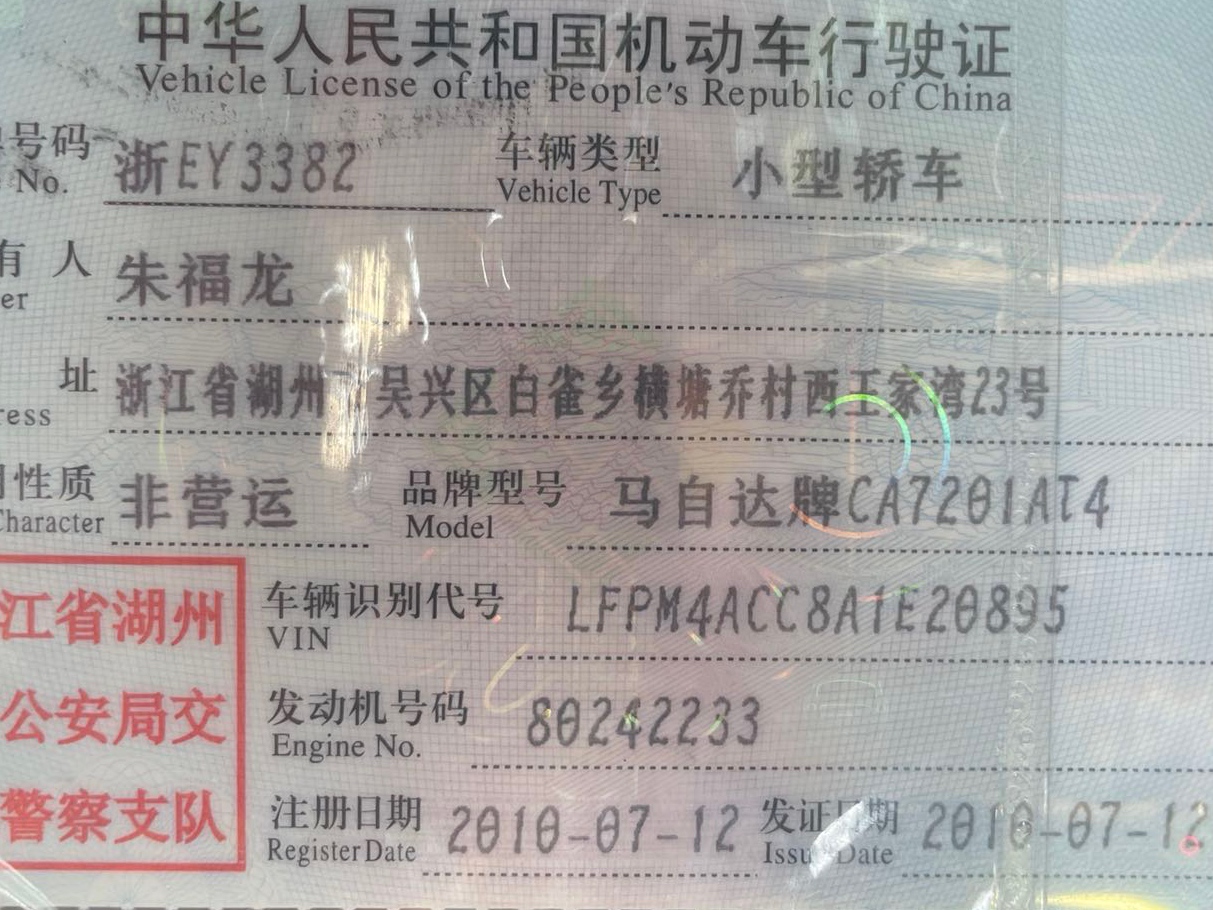 中华人民共和国机动车行驶证
Vehicle License of the People's Republic of China
号码 浙EY3382 车辆类型 小型轿车
No. Vehicle Type
有 人 朱福龙
er
址 浙江省湖州 吴兴区白雀乡横塘乔村西王家湾23号
ess
性质 非营运 品牌型号 马自达牌CA7201AT4
Character Model
江省湖州 车辆识别代号 LFPM4ACC8A1E20895
VIN
公安局交 发动机号码 80242233
Engine No.
警察支队 注册日期 2010-07-12 发证日期 2010-07-12
Register Date Issue Date